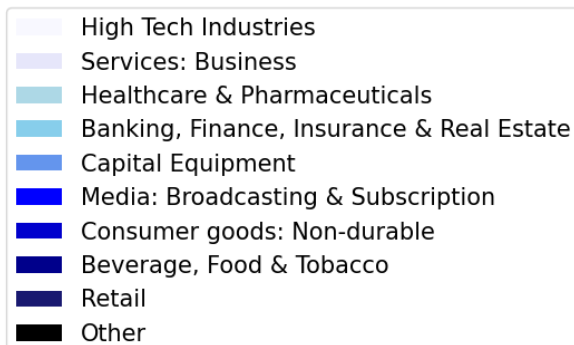 High Tech Industries
Services: Business
Healthcare & Pharmaceuticals
Banking, Finance, Insurance & Real Estate
Capital Equipment
Media: Broadcasting & Subscription
Consumer goods: Non-durable
Beverage, Food & Tobacco
Retail
Other